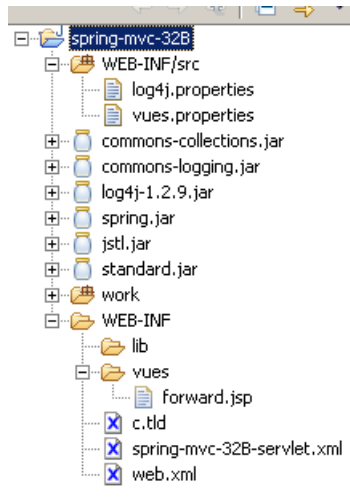 spring-mvc-32B
WEB-INF/src
log4j.properties
vues.properties
commons-collections.jar
commons-logging.jar
log4j-1.2.9.jar
spring.jar
jstl.jar
standard.jar
work
WEB-INF
lib
vues
forward.jsp
c.tld
spring-mvc-32B-servlet.xml
web.xml